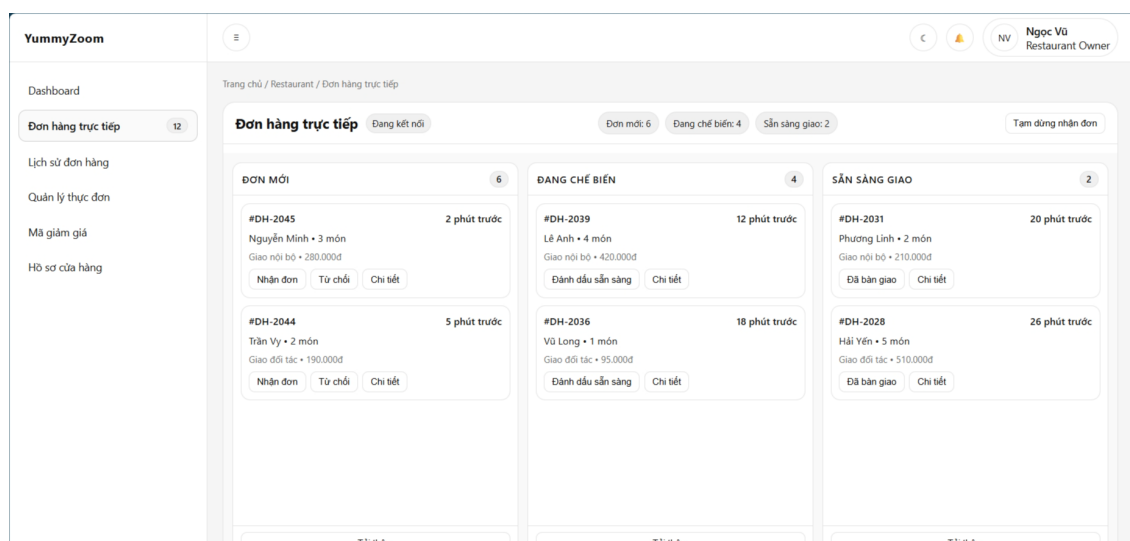 YummyZoom
NV
Ngọc Vũ
Restaurant Owner
Dashboard
Đơn hàng trực tiếp 12
Lịch sử đơn hàng
Quản lý thực đơn
Mã giảm giá
Hồ sơ cửa hàng
Trang chủ / Restaurant / Đơn hàng trực tiếp
Đơn hàng trực tiếp Đang kết nối Đơn mới: 6 Đang chế biến: 4 Sẵn sàng giao: 2 Tạm dừng nhận đơn
ĐƠN MỚI 6
#DH-2045 2 phút trước
Nguyễn Minh • 3 món
Giao nội bộ • 280.000đ
Nhận đơn Từ chối Chi tiết
#DH-2044 5 phút trước
Trần Vy • 2 món
Giao đối tác • 190.000đ
Nhận đơn Từ chối Chi tiết
ĐANG CHẾ BIẾN 4
#DH-2039 12 phút trước
Lê Anh • 4 món
Giao nội bộ • 420.000đ
Đánh dấu sẵn sàng Chi tiết
#DH-2036 18 phút trước
Vũ Long • 1 món
Giao đối tác • 95.000đ
Đánh dấu sẵn sàng Chi tiết
SẴN SÀNG GIAO 2
#DH-2031 20 phút trước
Phương Linh • 2 món
Giao nội bộ • 210.000đ
Đã bàn giao Chi tiết
#DH-2028 26 phút trước
Hải Yến • 5 món
Giao đối tác • 510.000đ
Đã bàn giao Chi tiết